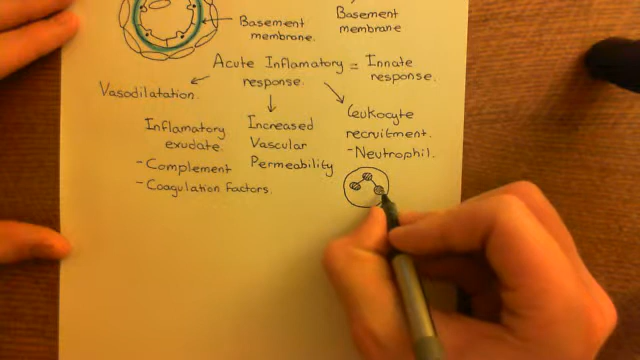 Basement
membrane.
Basement
membrane
Acute Inflamatory = Innate
response. response.
Vasodilatation.
Inflamatory
exudate.
- Complement
- Coagulation factors.
Increased
Vascular
Permeability
Leukocyte
recruitment.
- Neutrophil.